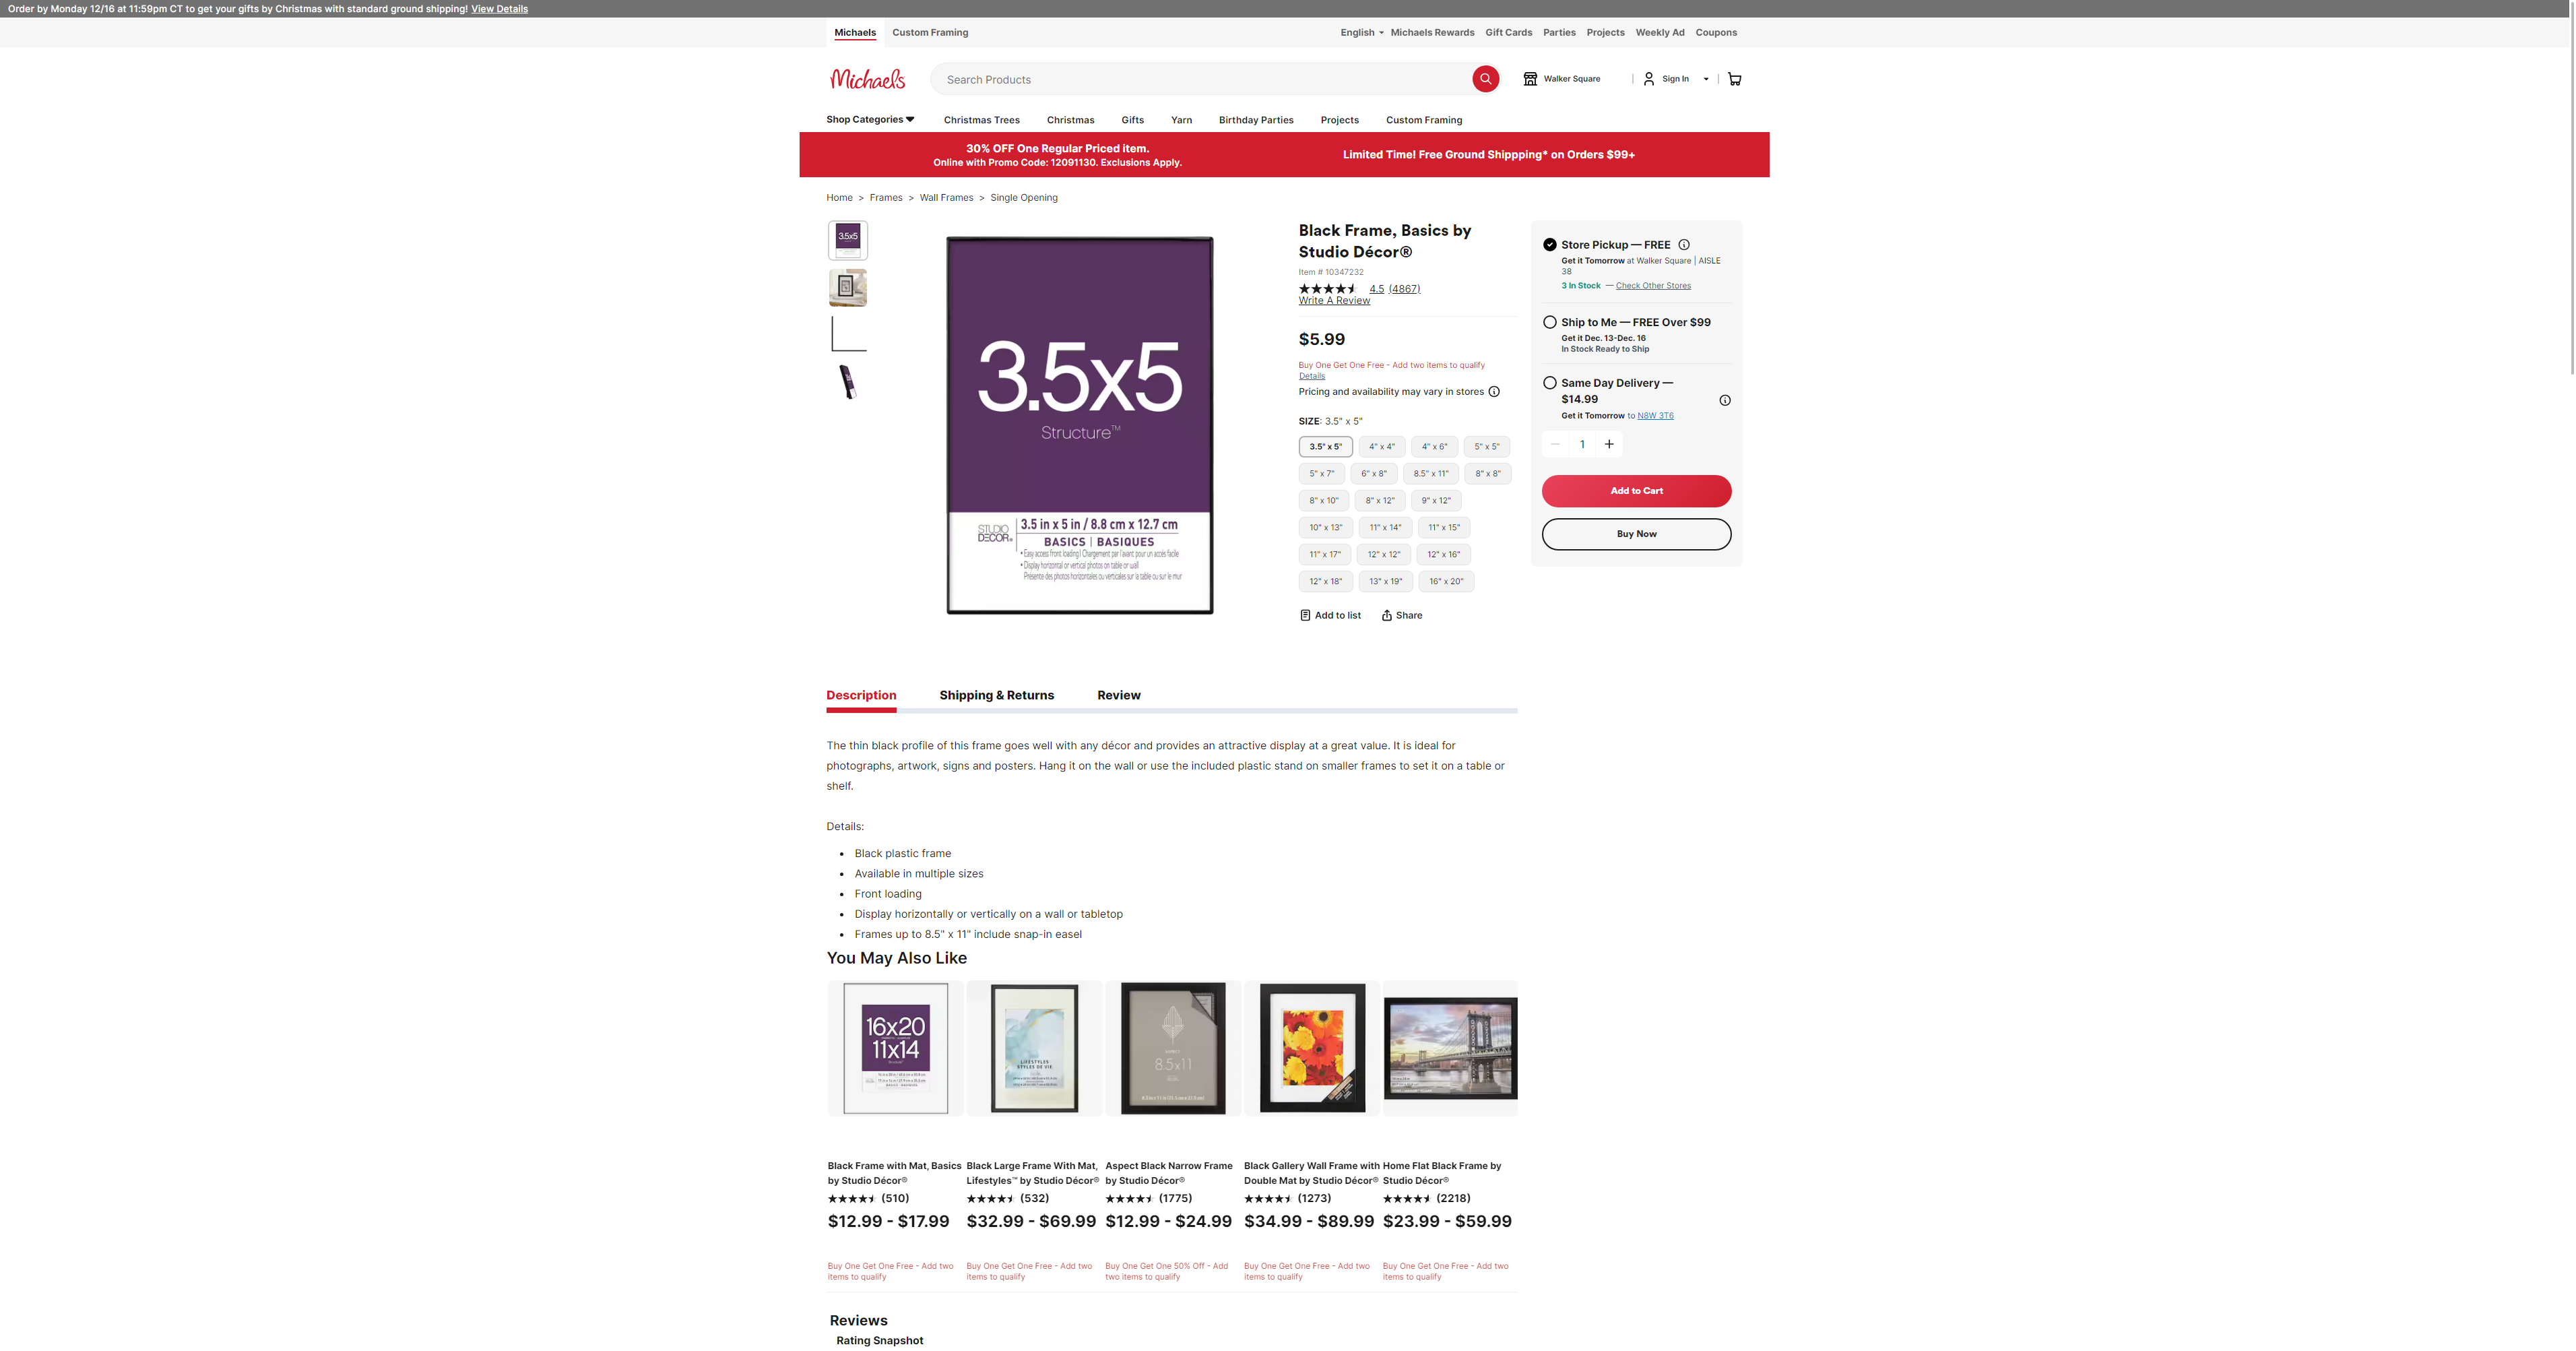 Order by Monday 12/16 at 11:59pm CT to get your gifts by Christmas with standard ground shipping! View Details
Michaels Custom Framing
English Michaels Rewards Gift Cards Parties Projects Weekly Ad Coupons
Michaels
Search Products
Walker Square | Sign In |
Shop Categories Christmas Trees Christmas Gifts Yarn Birthday Parties Projects Custom Framing
30% OFF One Regular Priced item.
Online with Promo Code: 12091130. Exclusions Apply.
Limited Time! Free Ground Shippping* on Orders $99+
Home > Frames > Wall Frames > Single Opening
3.5x5
3.5x5
Structure™
STUDIO
DECOR®
3.5 in x 5 in / 8.8 cm x 12.7 cm
BASICS | BASIQUES
• Easy access front loading | Chargement par l'avant pour un accès facile
• Display horizontal or vertical photos on table or wall
Présente des photos horizontales ou verticales sur la table ou sur le mur
Black Frame, Basics by
Studio Décor®
Item # 10347232
4.5 (4867)
Write A Review
$5.99
Buy One Get One Free - Add two items to qualify
Details
Pricing and availability may vary in stores
SIZE: 3.5" x 5"
3.5" x 5" 4" x 4" 4" x 6" 5" x 5"
5" x 7" 6" x 8" 8.5" x 11" 8" x 8"
8" x 10" 8" x 12" 9" x 12"
10" x 13" 11" x 14" 11" x 15"
11" x 17" 12" x 12" 12" x 16"
12" x 18" 13" x 19" 16" x 20"
Add to list Share
Store Pickup — FREE
Get it Tomorrow at Walker Square | AISLE
38
3 In Stock — Check Other Stores
Ship to Me — FREE Over $99
Get it Dec. 13-Dec. 16
In Stock Ready to Ship
Same Day Delivery —
$14.99
Get it Tomorrow to N8W 3T6
1
Add to Cart
Buy Now
Description Shipping & Returns Review
The thin black profile of this frame goes well with any décor and provides an attractive display at a great value. It is ideal for
photographs, artwork, signs and posters. Hang it on the wall or use the included plastic stand on smaller frames to set it on a table or
shelf.
Details:
• Black plastic frame
• Available in multiple sizes
• Front loading
• Display horizontally or vertically on a wall or tabletop
• Frames up to 8.5" x 11" include snap-in easel
You May Also Like
16x20
11x14
LIFESTYLES
STYLES DE VIE
8.5x11
Black Frame with Mat, Basics
by Studio Décor®
(510)
$12.99 - $17.99
Buy One Get One Free - Add two
items to qualify
Black Large Frame With Mat,
Lifestyles™ by Studio Décor®
(532)
$32.99 - $69.99
Buy One Get One Free - Add two
items to qualify
Aspect Black Narrow Frame
by Studio Décor®
(1775)
$12.99 - $24.99
Buy One Get One 50% Off - Add
two items to qualify
Black Gallery Wall Frame with
Double Mat by Studio Décor®
(1273)
$34.99 - $89.99
Buy One Get One Free - Add two
items to qualify
Home Flat Black Frame by
Studio Décor®
(2218)
$23.99 - $59.99
Buy One Get One Free - Add two
items to qualify
Reviews
Rating Snapshot